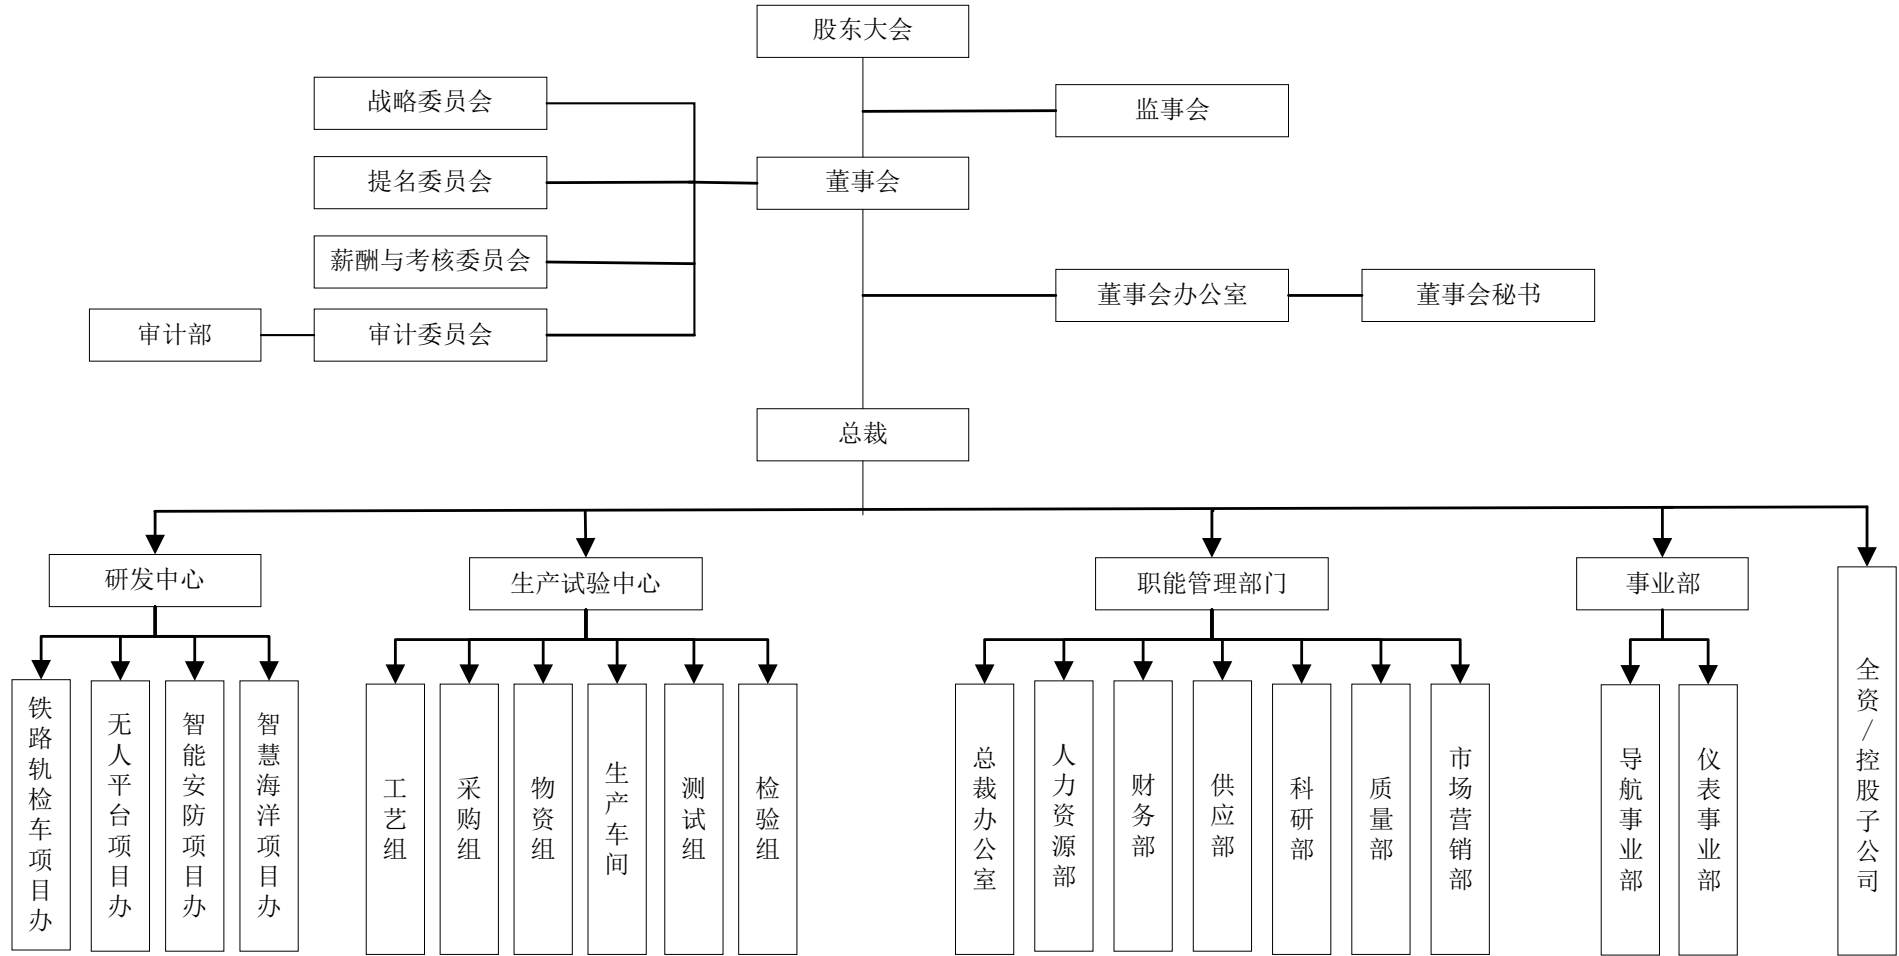 股东大会
战略委员会
监事会
提名委员会
董事会
薪酬与考核委员会
董事会办公室
董事会秘书
审计部
审计委员会
总裁
研发中心
生产试验中心
职能管理部门
事业部
铁路轨检车项目办
无人平台项目办
智能安防项目办
智慧海洋项目办
工艺组
采购组
物资组
生产车间
测试组
检验组
总裁办公室
人力资源部
财务部
供应部
科研部
质量部
市场营销部
导航事业部
仪表事业部
全资/控股子公司